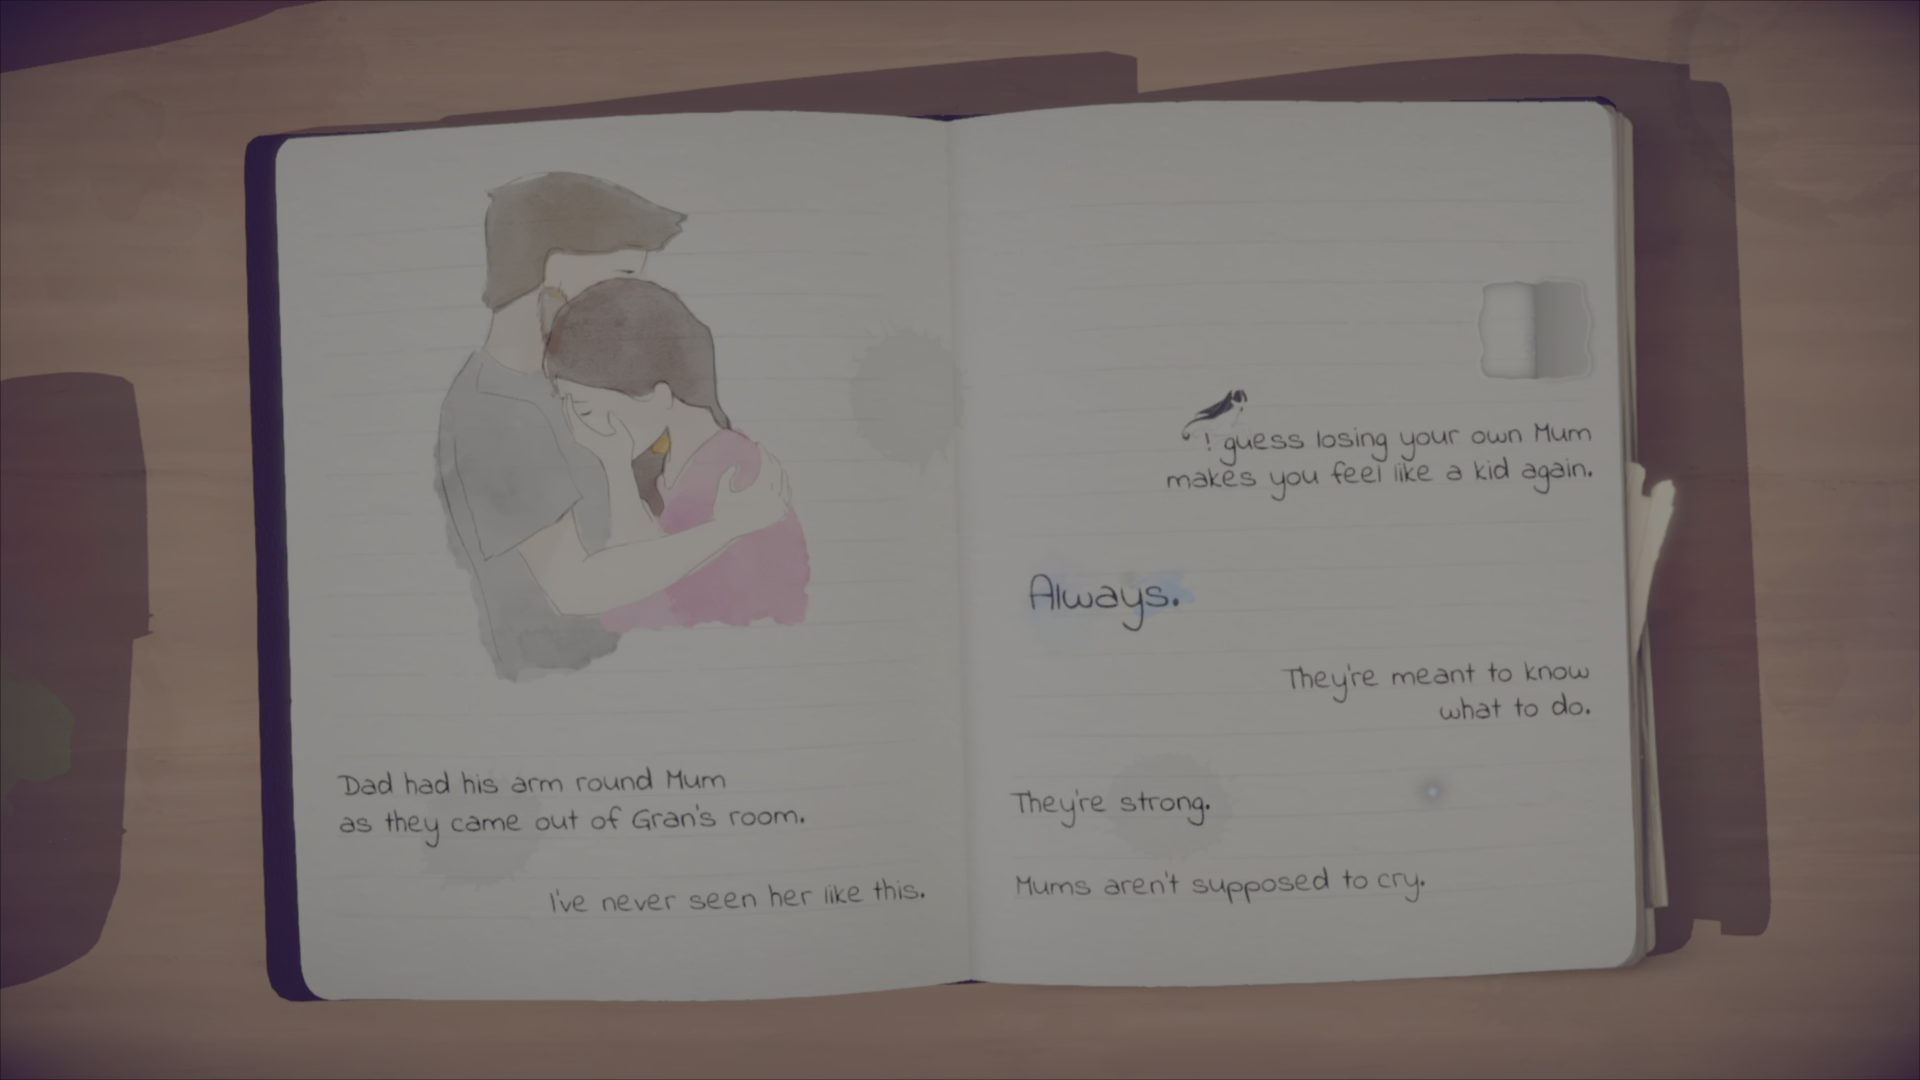 Dad had his arm round Mum
as they came out of Gran's room.
I've never seen her like this.
I guess losing your own Mum
makes you feel like a kid again.
Always.
They're meant to know
what to do.
They're strong.
Mums aren't supposed to cry.